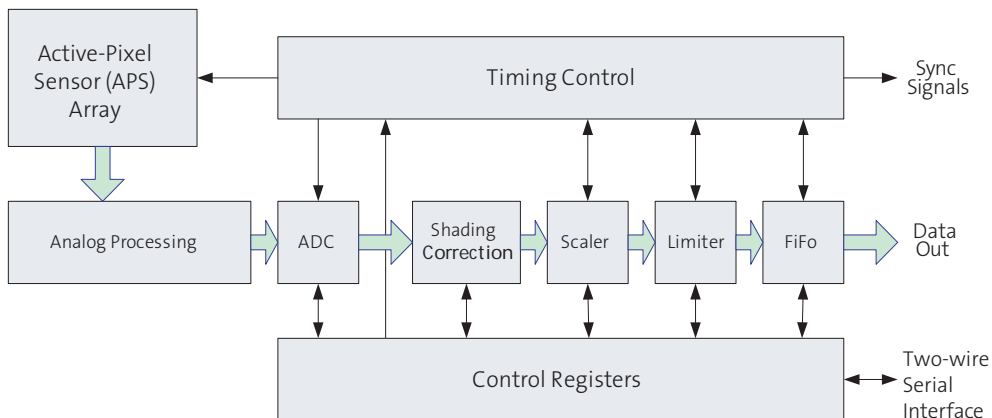 Active-Pixel
Sensor (APS)
Array
Timing Control
Sync
Signals
Analog Processing
ADC
Shading
Correction
Scaler
Limiter
FiFo
Data
Out
Control Registers
Two-wire
Serial
Interface